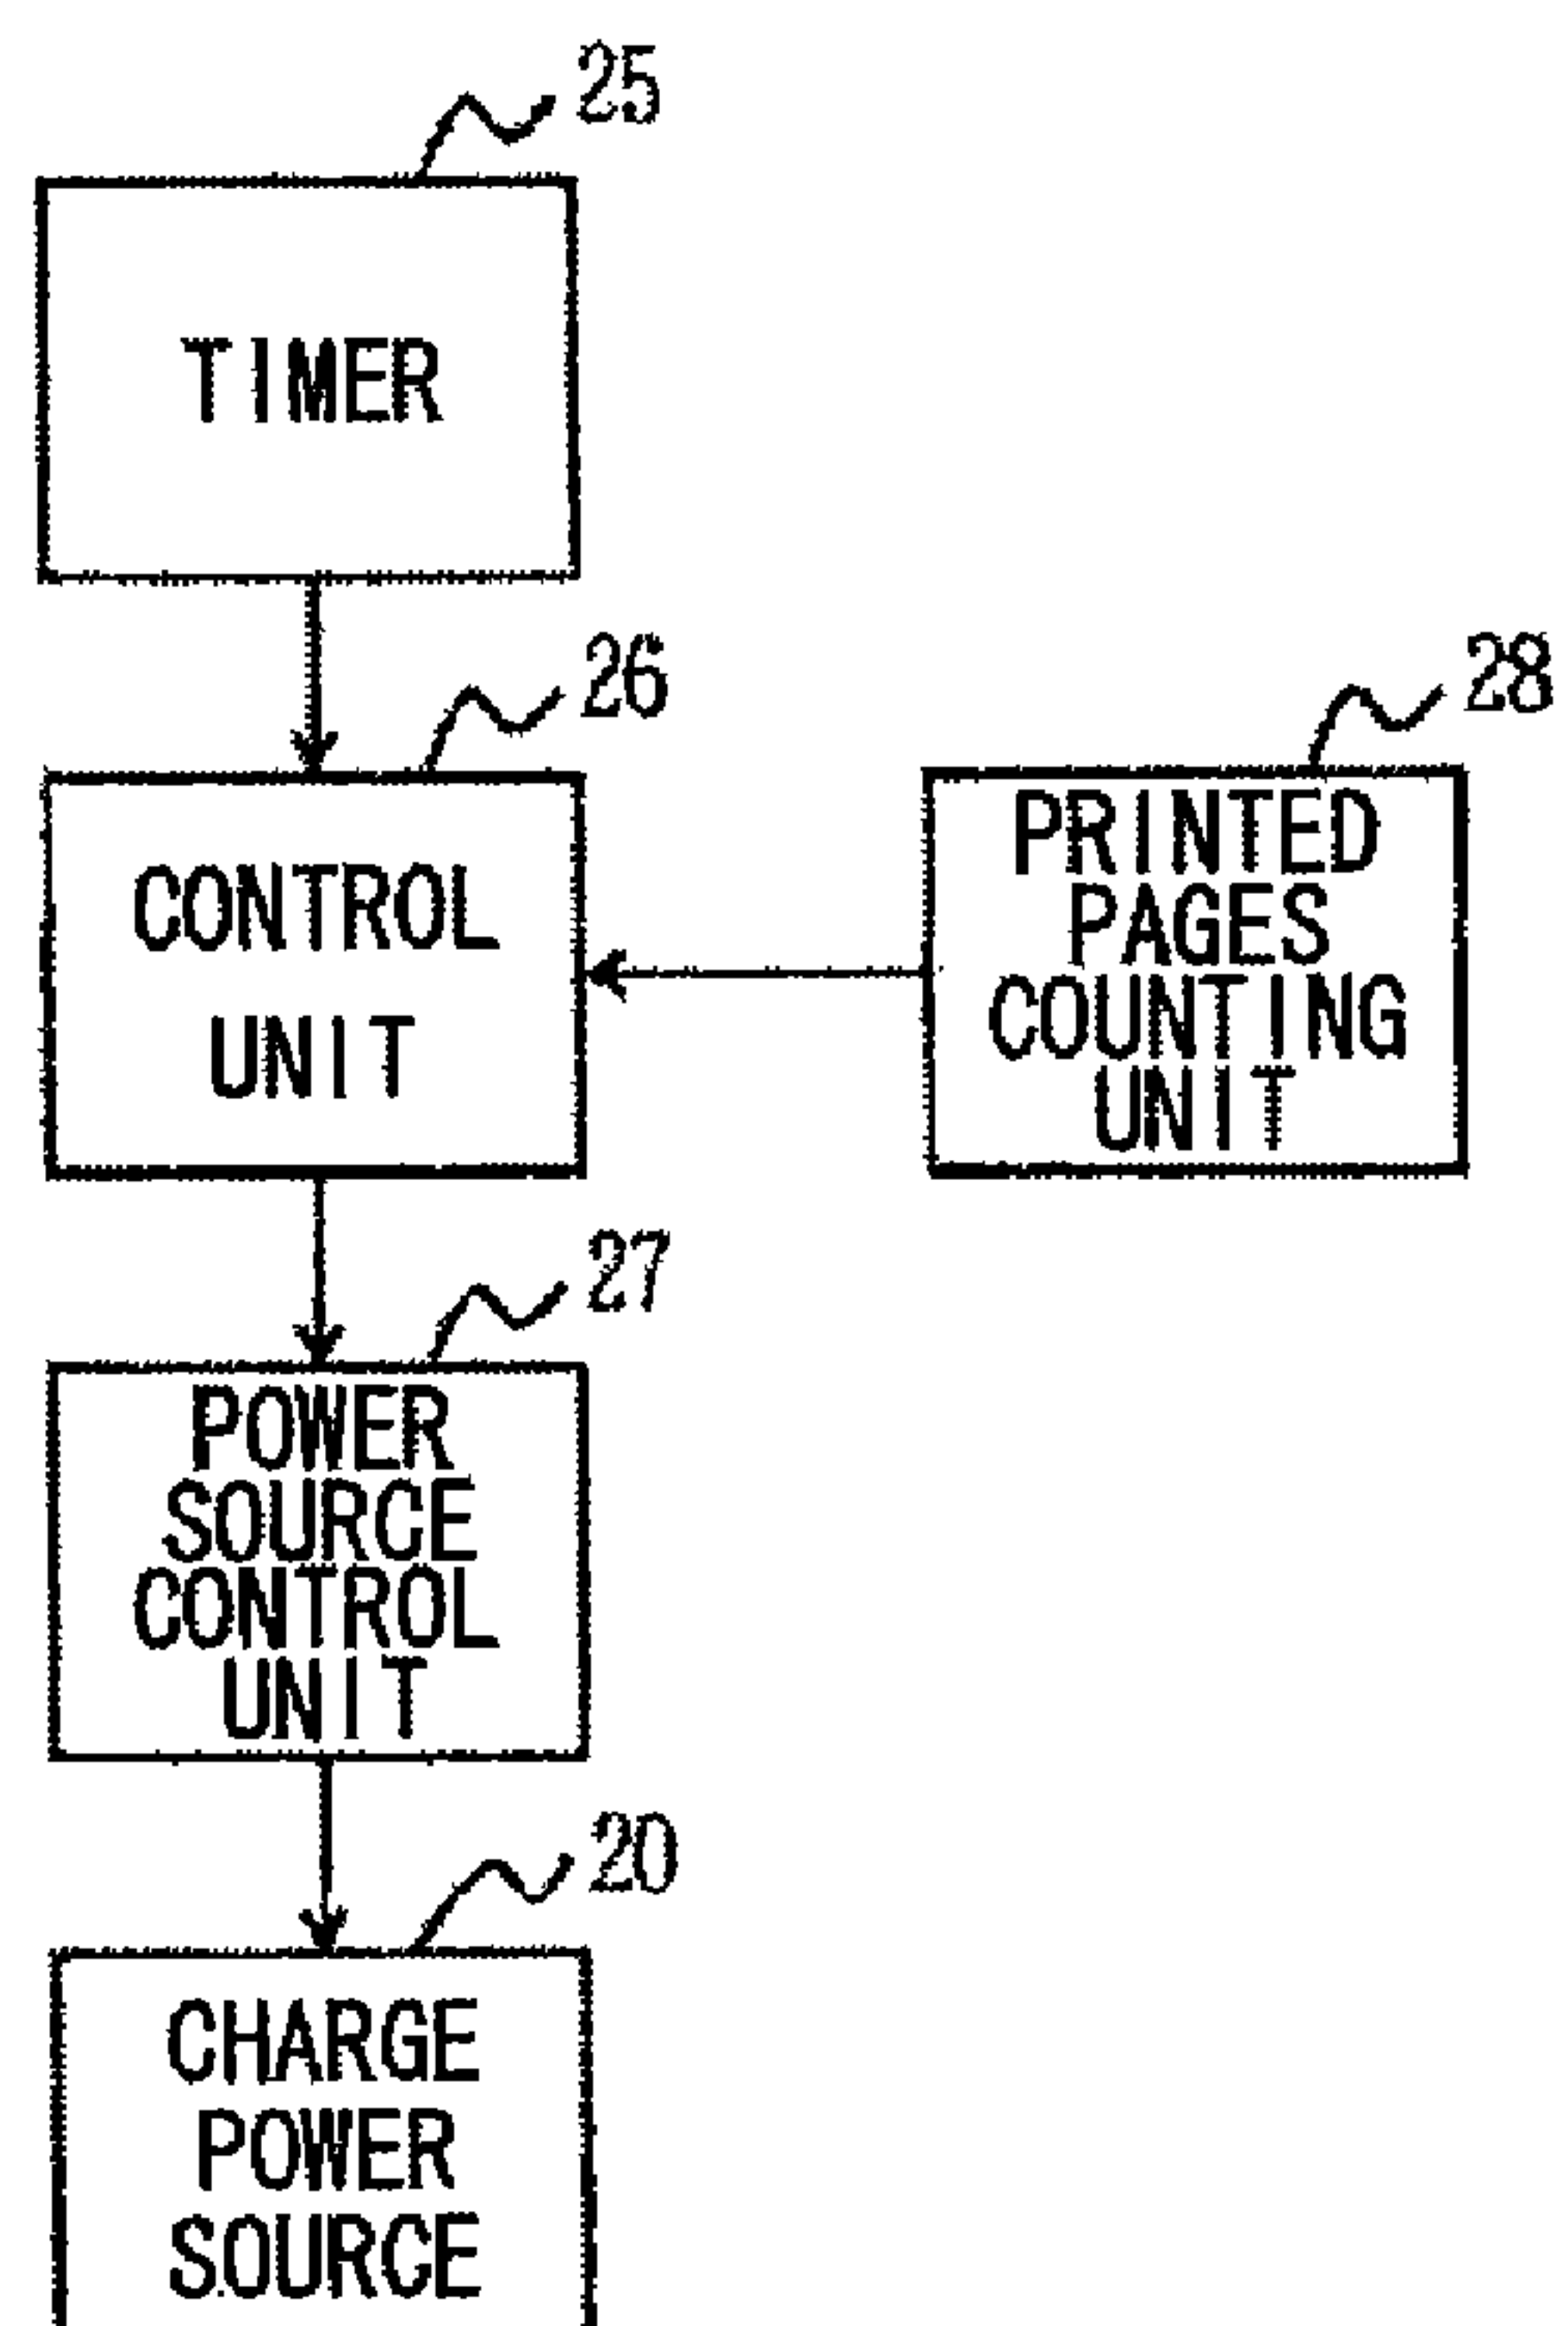 25
TIMER
26
CONTROL
UNIT
28
PRINTED
PAGES
COUNTING
UNIT
27
POWER
SOURCE
CONTROL
UNIT
20
CHARGE
POWER
SOURCE